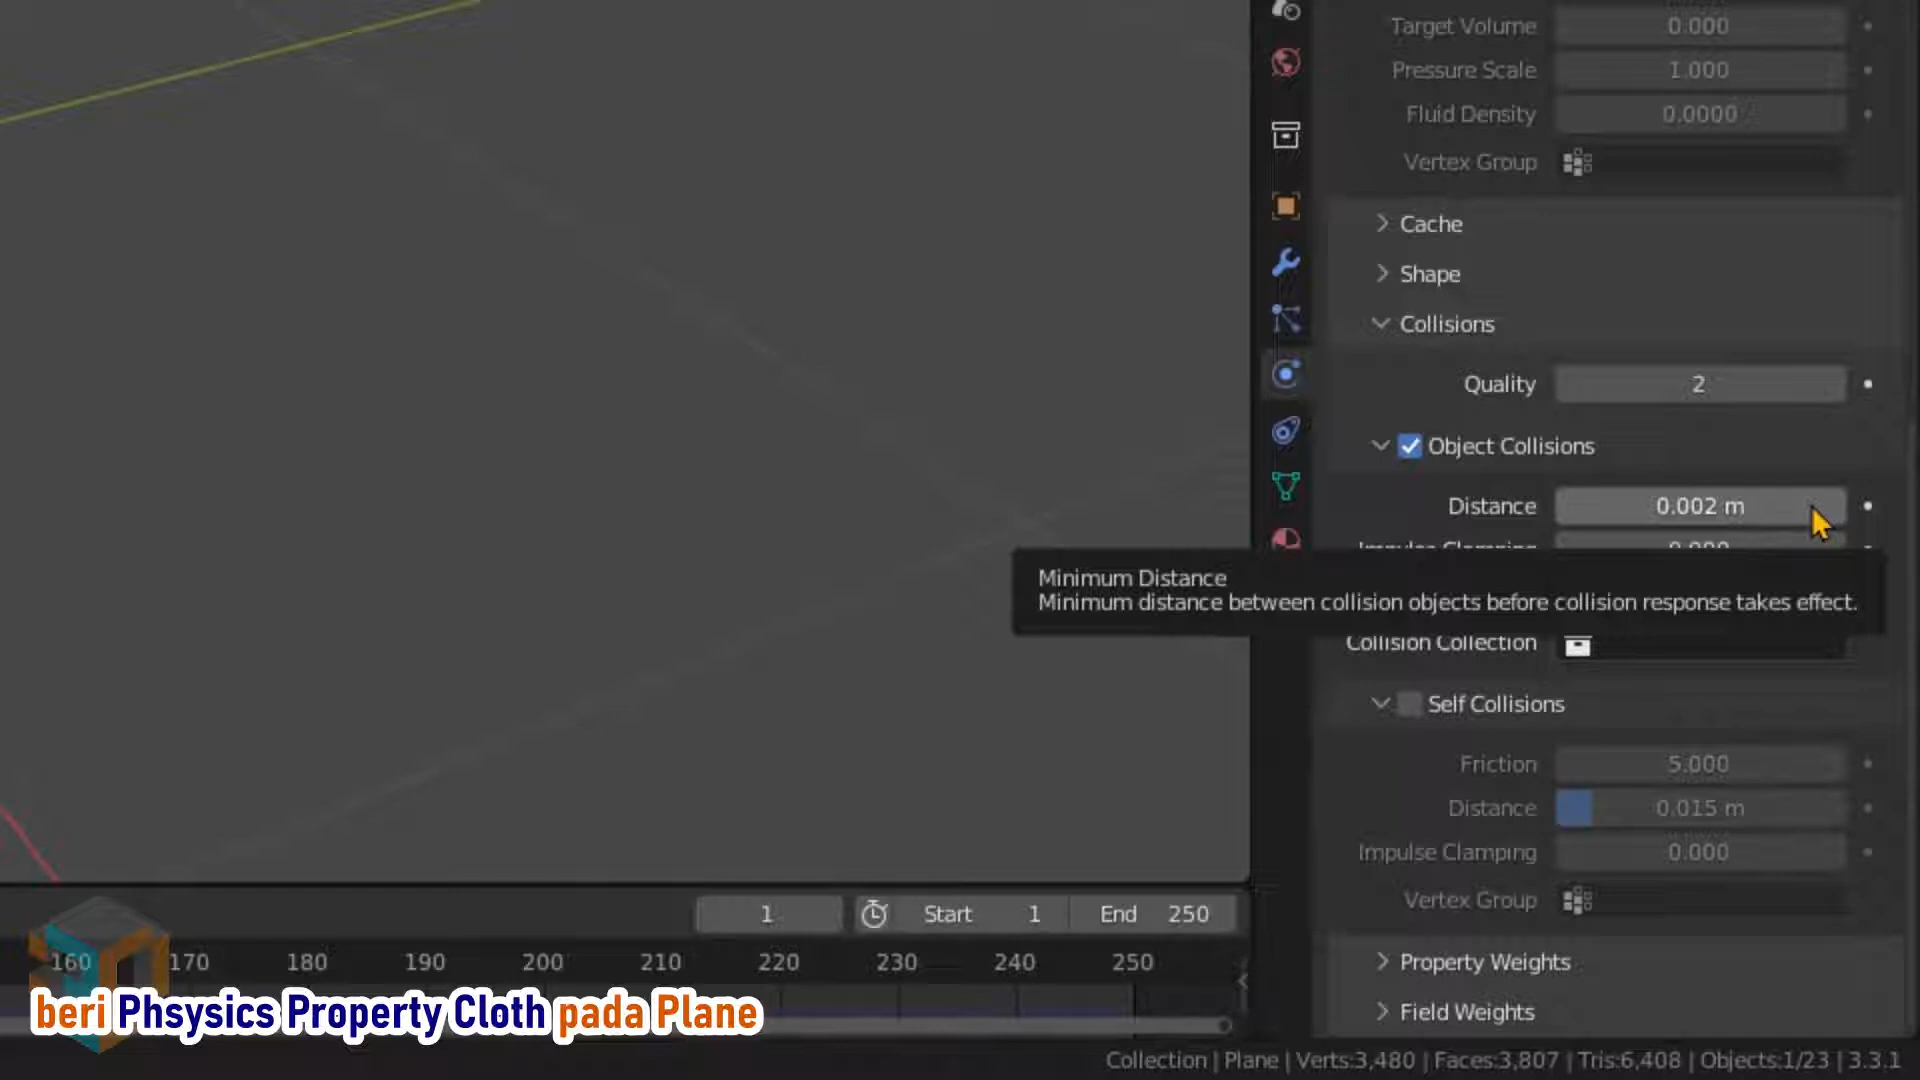 Target Volume 0.000
Pressure Scale 1.000
Fluid Density 0.0000
Vertex Group
Cache
Shape
Collisions
Quality 2
Object Collisions
Distance 0.002 m
Impulse Clamping 0.000
Minimum Distance
Minimum distance between collision objects before collision response takes effect.
Collision Collection
Self Collisions
Friction 5.000
Distance 0.015 m
Impulse Clamping 0.000
Vertex Group
Property Weights
Field Weights
1 Start 1 End 250
160 170 180 190 200 210 220 230 240 250
beri Phsysics Property Cloth pada Plane
Collection | Plane | Verts:3,480 | Faces:3,807 | Tris:6,408 | Objects:1/23 | 3.3.1